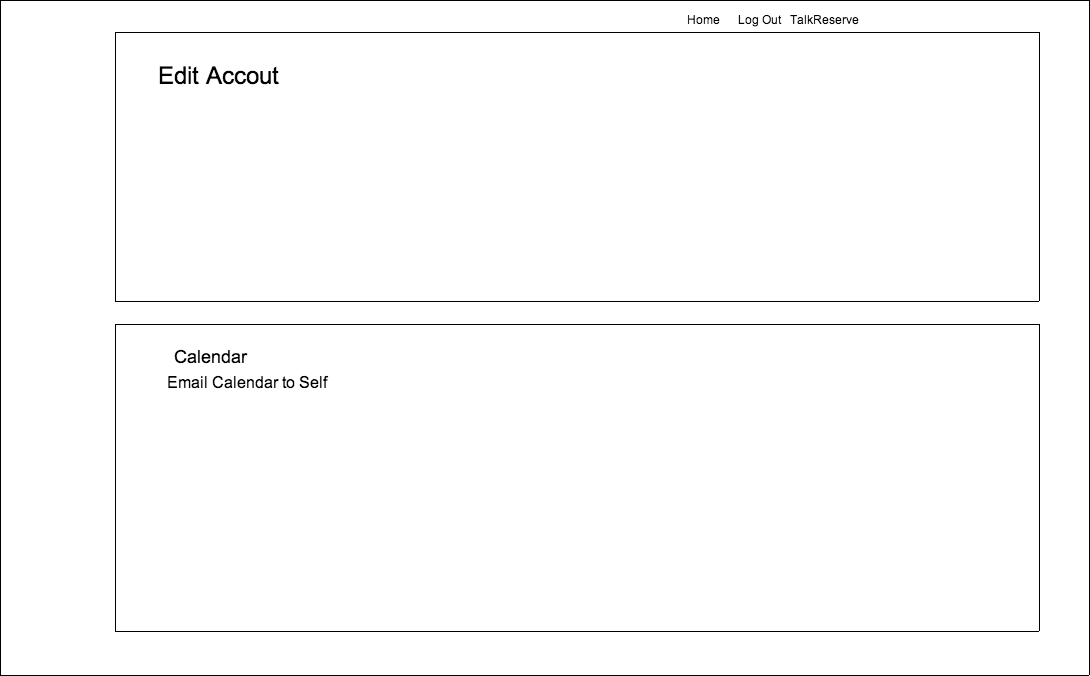 Home Log Out TalkReserve
Edit Accout
Calendar
Email Calendar to Self